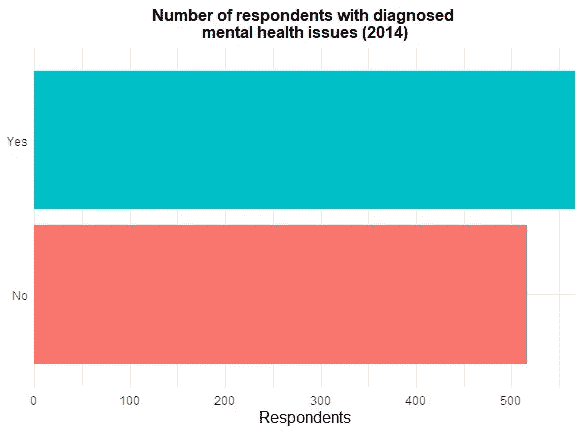 Number of respondents with diagnosed
mental health issues (2014)
Yes
No
0 100 200 300 400 500
Respondents